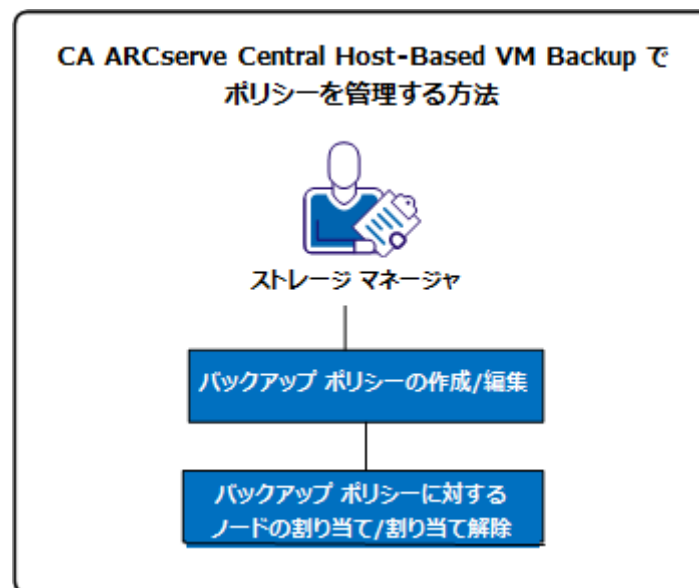 CA ARCserve Central Host-Based VM Backup で
ポリシーを管理する方法
ストレージ マネージャ
バックアップ ポリシーの作成/編集
バックアップ ポリシーに対する
ノードの割り当て/割り当て解除